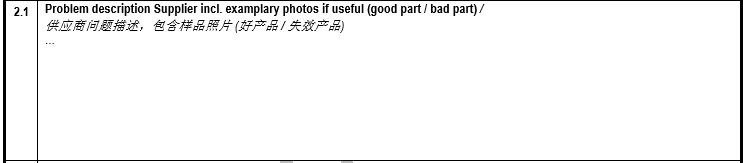 2.1 Problem description Supplier incl. examplary photos if useful (good part / bad part) /
供应商问题描述，包含样品照片 (好产品 / 失效产品)
...